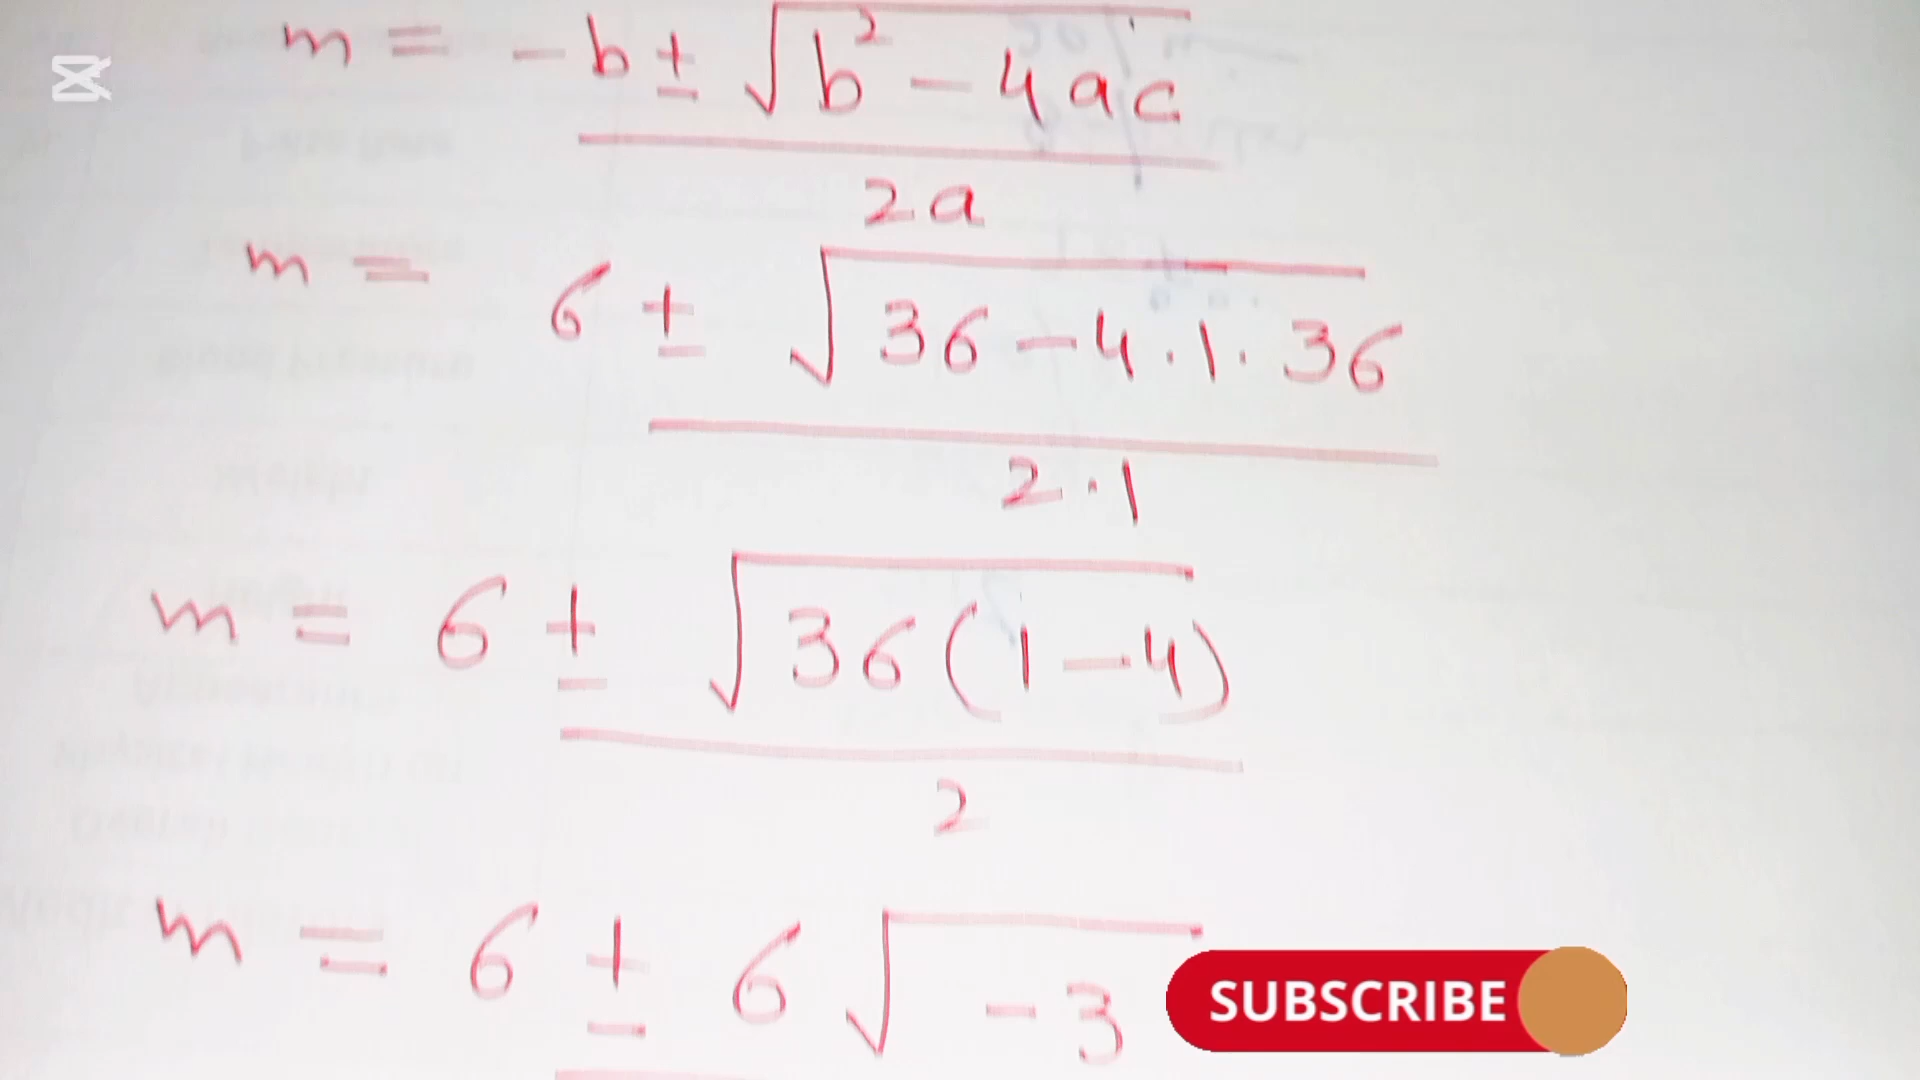 m = -b ± √b² - 4ac
2a
m = 6 ± √36 - 4 · 1 · 36
2 · 1
m = 6 ± √36(1 - 4)
2
m = 6 ± 6√-3
SUBSCRIBE